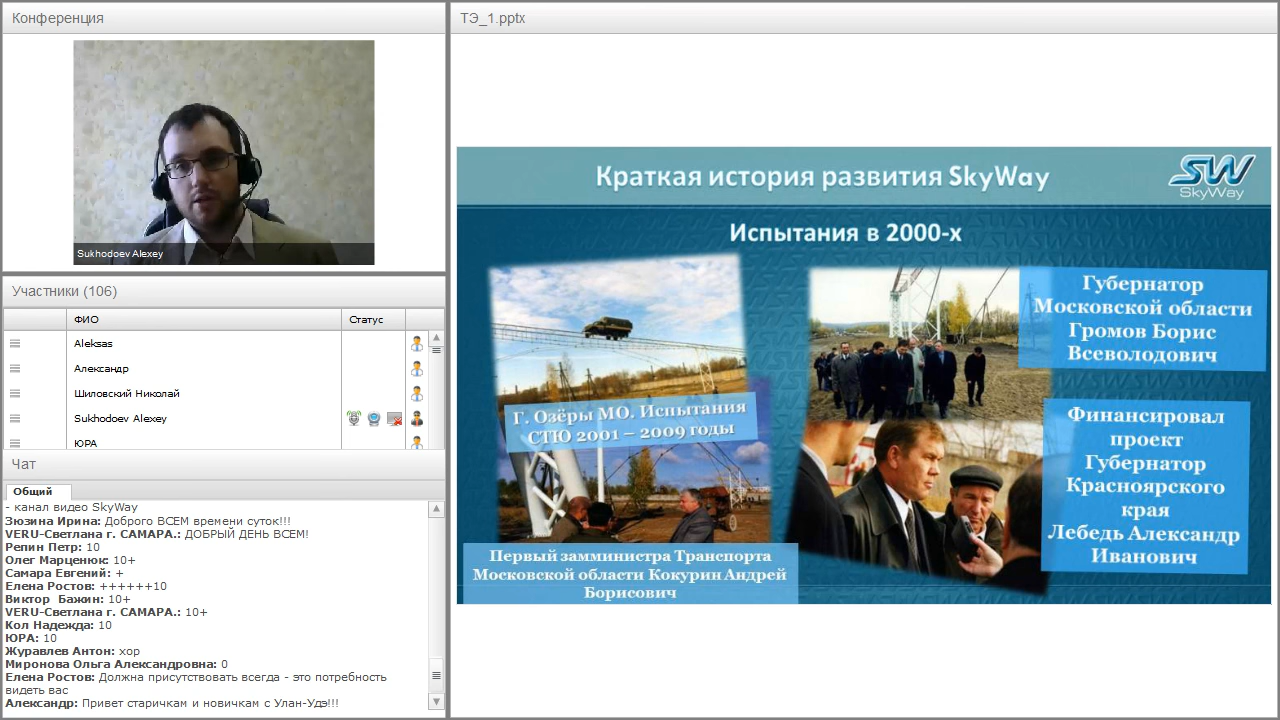 Конференция
Sukhodoev Alexey
Участники (106)
ФИО
Статус
Aleksas
Александр
Шиловский Николай
Sukhodoev Alexey
ЮРА
Чат
Общий
- канал видео SkyWay
Зюзина Ирина: Доброго ВСЕМ времени суток!!!
VERU-Светлана г. САМАРА.: ДОБРЫЙ ДЕНЬ ВСЕМ!
Репин Петр: 10
Олег Марценюк: 10+
Самара Евгений: +
Елена Ростов: ++++++10
Виктор Бажин: 10+
VERU-Светлана г. САМАРА.: 10+
Кол Надежда: 10
ЮРА: 10
Журавлев Антон: хор
Миронова Ольга Александровна: 0
Елена Ростов: Должна присутствовать всегда - это потребность
видеть вас
Александр: Привет старичкам и новичкам с Улан-Удэ!!!
ТЭ_1.pptx
Краткая история развития SkyWay
SW
SkyWay
Испытания в 2000-х
Г. Озёры МО. Испытания
СТЮ 2001 – 2009 годы
Первый замминистра Транспорта
Московской области Кокурин Андрей
Борисович
Губернатор
Московской области
Громов Борис
Всеволодович
Финансировал
проект
Губернатор
Красноярского
края
Лебедь Александр
Иванович